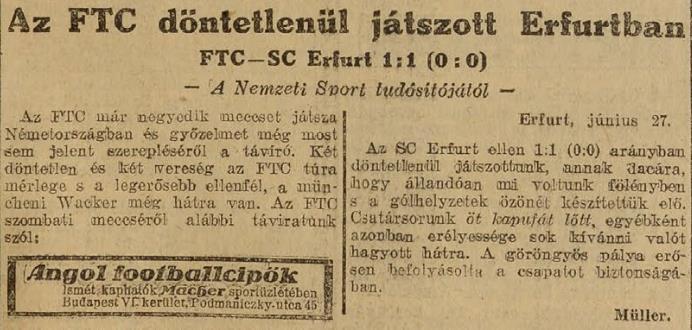 Az FTC döntetlenül játszott Erfurtban
FTC—SC Erfurt 1:1 (0:0)
— A Nemzeti Sport tudósítójától —
Az FTC már negyedik meccset játsza
Németországban és győzelmet még most
sem jelent szerepléséről a távíró. Két
döntetlen és két vereség az FTC túra
mérlege s a legerősebb ellenfél, a mün-
cheni Wacker még hátra van. Az FTC
szombati meccséről alábbi táviratunk
szól:
Angol footballcipők
Ismét kaphatók Macher sportüzletében
Budapest VI. kerület, Podmaniczky-utca 45
Erfurt, június 27.
Az SC Erfurt ellen 1:1 (0:0) arányban
döntetlenül játszottunk, annak dacára,
hogy állandóan mi voltunk fölényben
s a gólhelyzetek özönét készítettük elő.
Csatársorunk öt kapufát lőtt, egyébként
azonban erélyessége sok kívánni valót
hagyott hátra. A göröngyös pálya erő-
sen befolyásolta a csapatot biztonságá-
ban.
Müller.